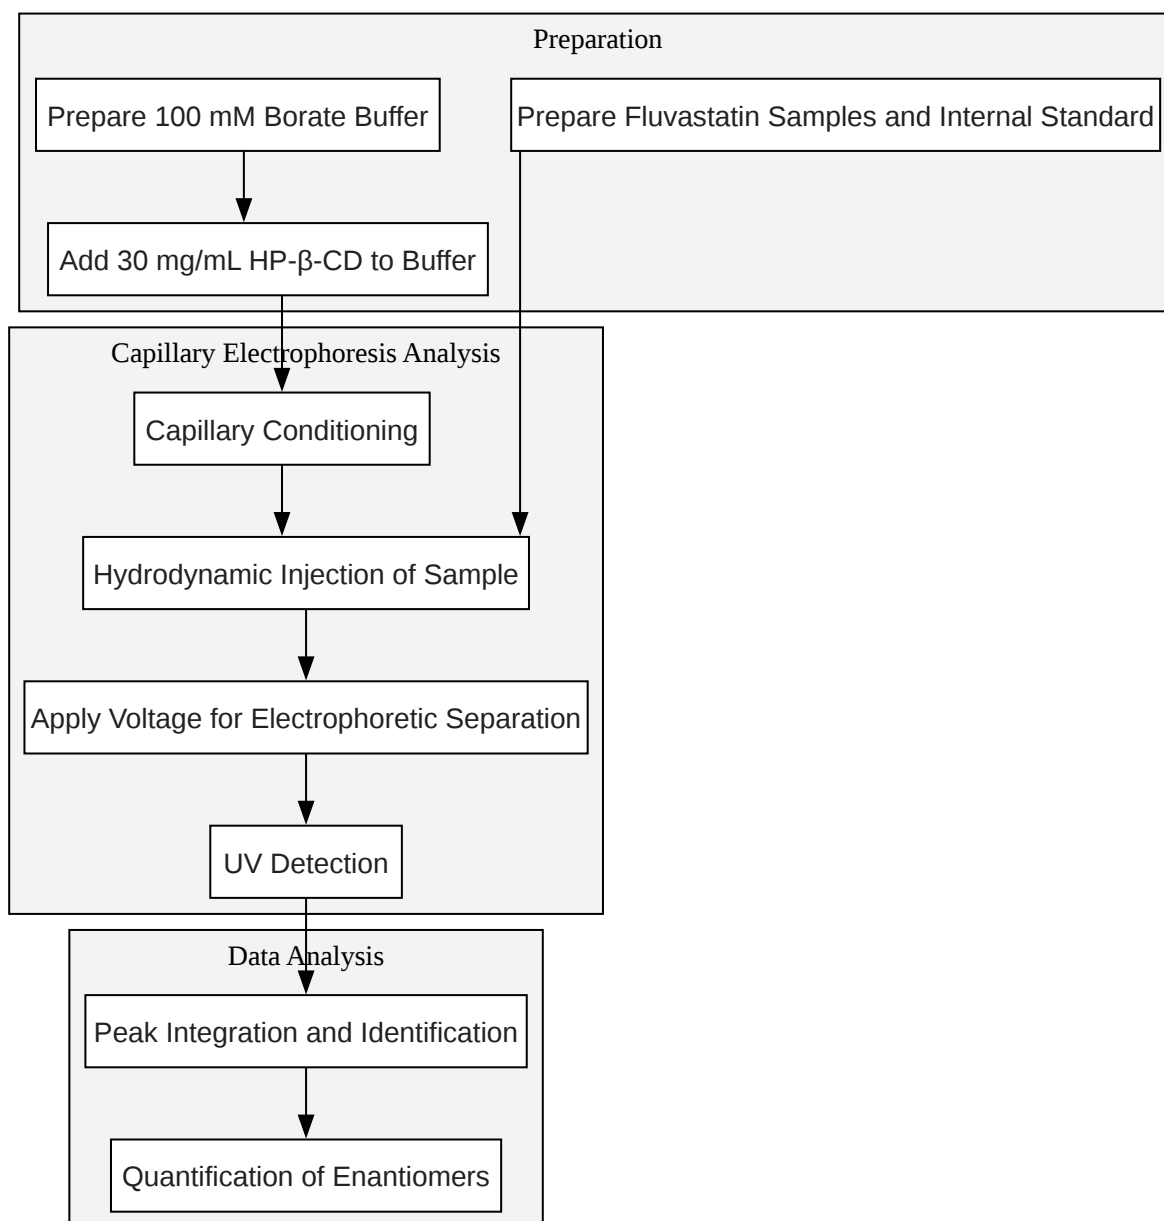 Preparation
Prepare 100 mM Borate Buffer
Prepare Fluvastatin Samples and Internal Standard
Add 30 mg/mL HP-β-CD to Buffer
Capillary Electrophoresis Analysis
Capillary Conditioning
Hydrodynamic Injection of Sample
Apply Voltage for Electrophoretic Separation
UV Detection
Data Analysis
Peak Integration and Identification
Quantification of Enantiomers